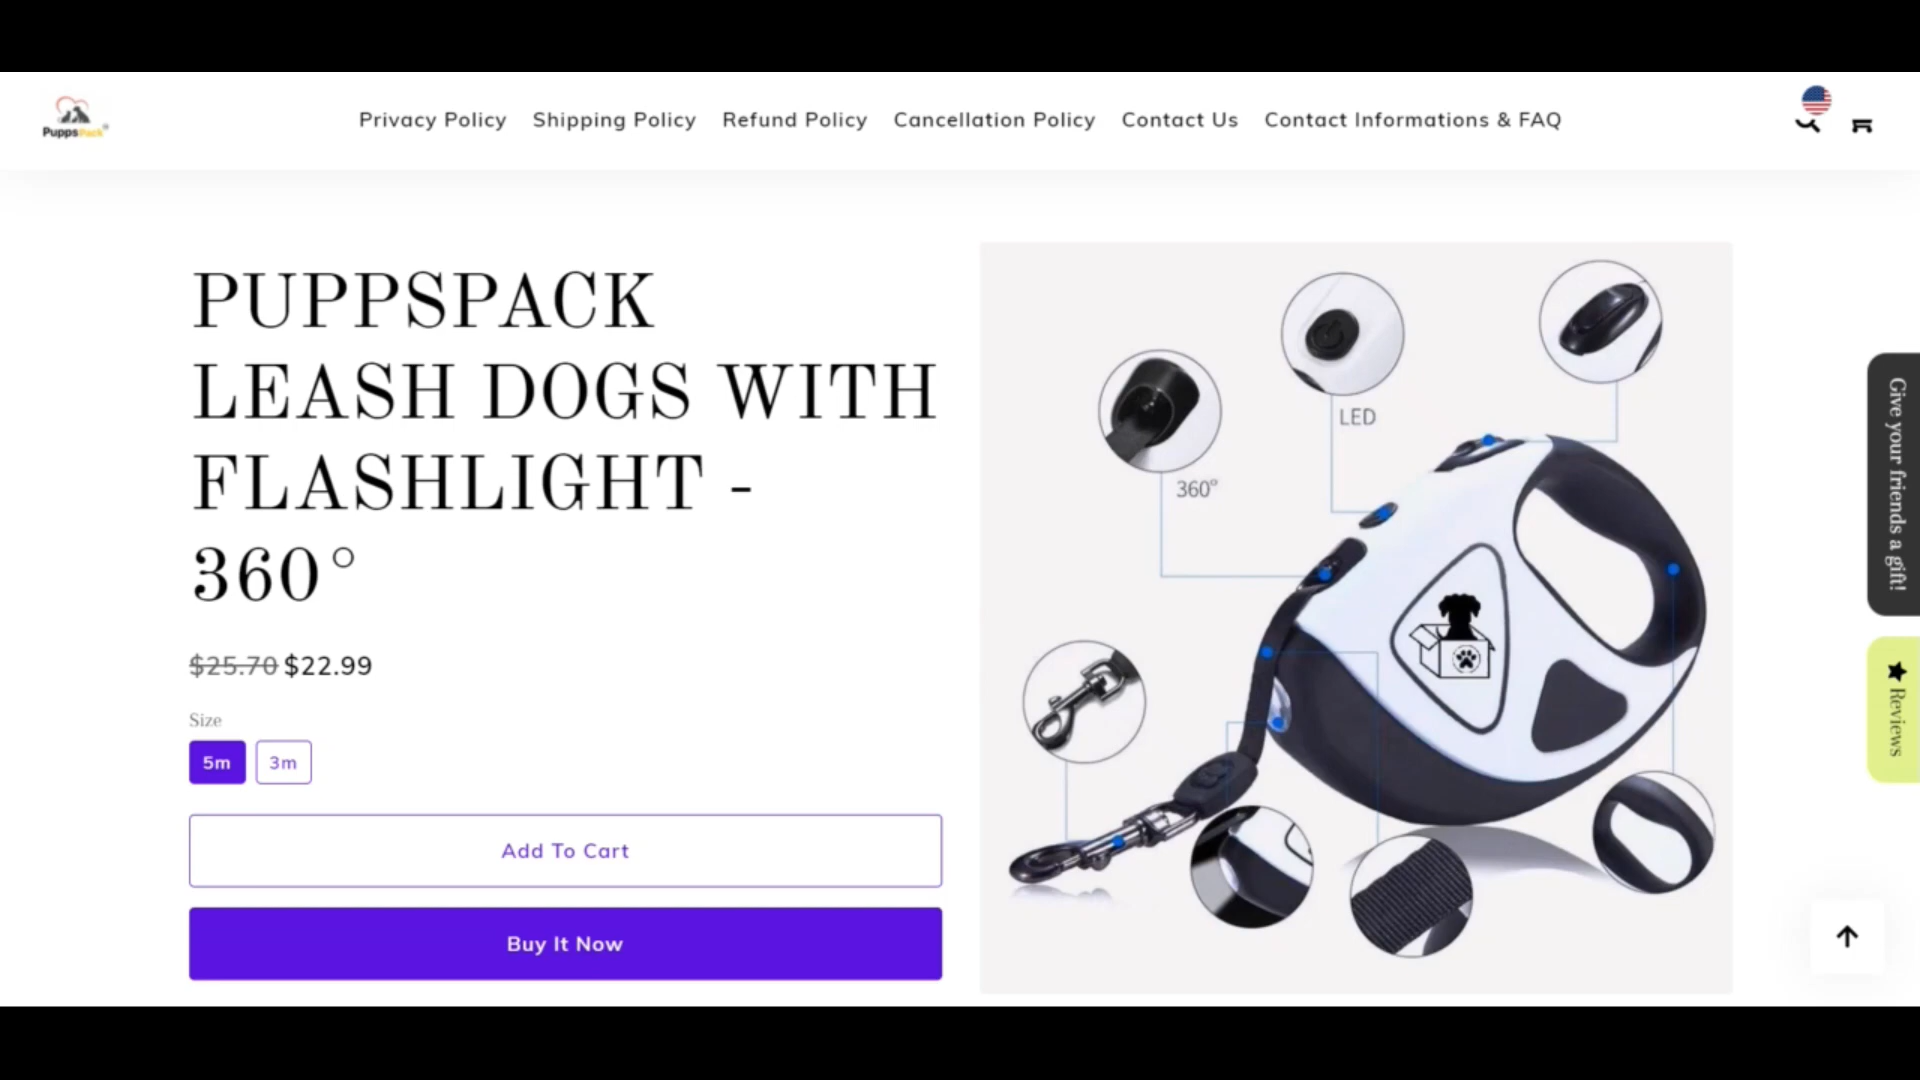 PuppsPack
Privacy Policy Shipping Policy Refund Policy Cancellation Policy Contact Us Contact Informations & FAQ
PUPPSPACK
LEASH DOGS WITH
FLASHLIGHT -
360°
$25.70 $22.99
Size
5m 3m
Add To Cart
Buy It Now
LED
360°
Give your friends a gift!
★ Reviews